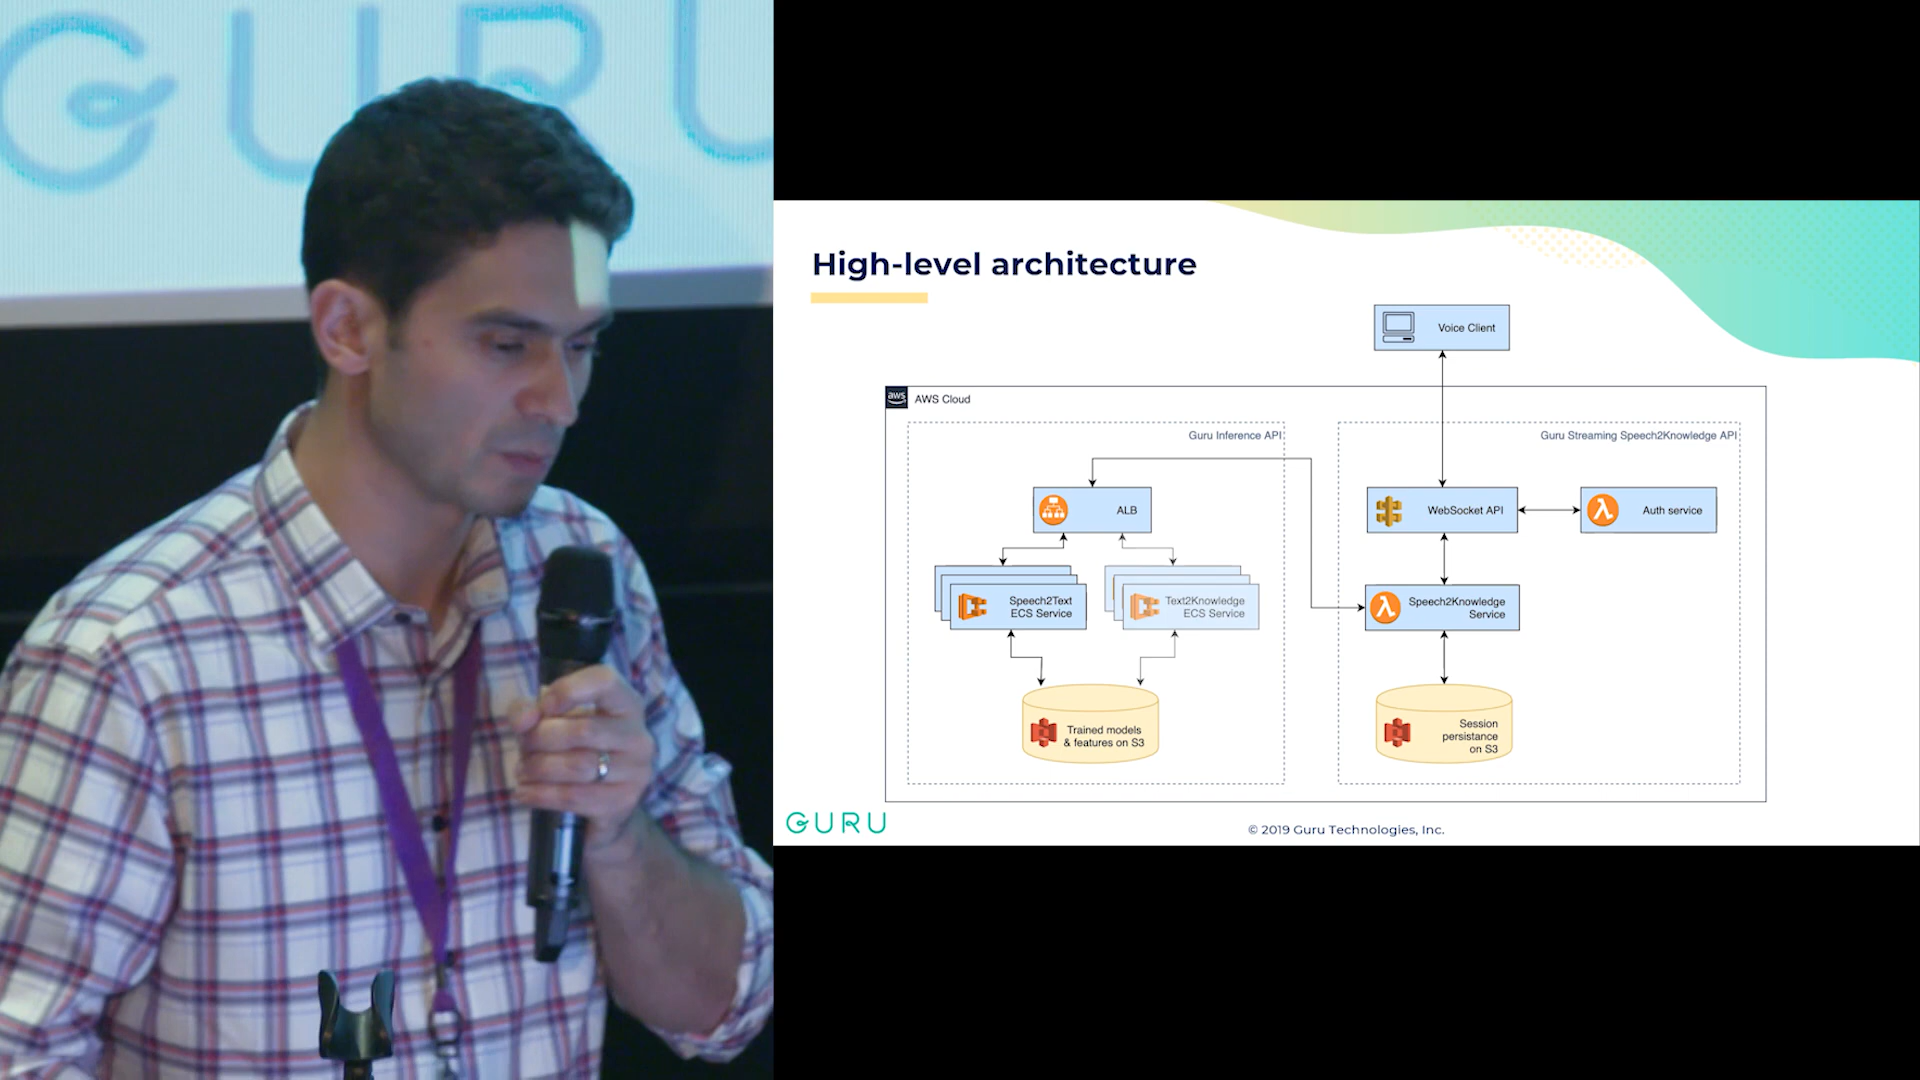 GURU
High-level architecture
Voice Client
aws
AWS Cloud
Guru Inference API
Guru Streaming Speech2Knowledge API
ALB
WebSocket API
Auth service
Speech2Text
ECS Service
Text2Knowledge
ECS Service
Speech2Knowledge
Service
Trained models
& features on S3
Session
persistance
on S3
GURU
© 2019 Guru Technologies, Inc.